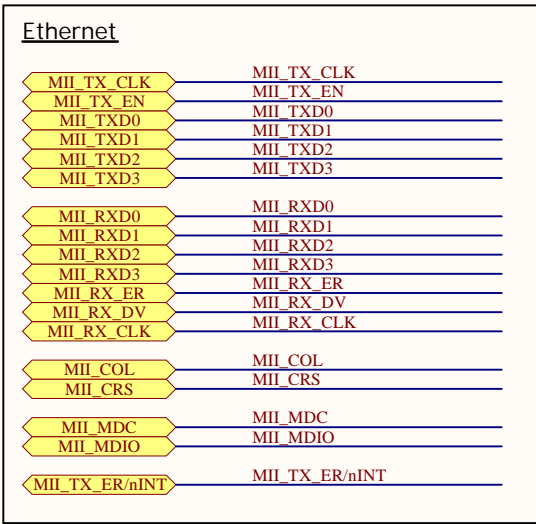 Ethernet
MII_TX_CLK MII_TX_CLK
MII_TX_EN MII_TX_EN
MII_TXD0 MII_TXD0
MII_TXD1 MII_TXD1
MII_TXD2 MII_TXD2
MII_TXD3 MII_TXD3
MII_RXD0 MII_RXD0
MII_RXD1 MII_RXD1
MII_RXD2 MII_RXD2
MII_RXD3 MII_RXD3
MII_RX_ER MII_RX_ER
MII_RX_DV MII_RX_DV
MII_RX_CLK MII_RX_CLK
MII_COL MII_COL
MII_CRS MII_CRS
MII_MDC MII_MDC
MII_MDIO MII_MDIO
MII_TX_ER/nINT MII_TX_ER/nINT